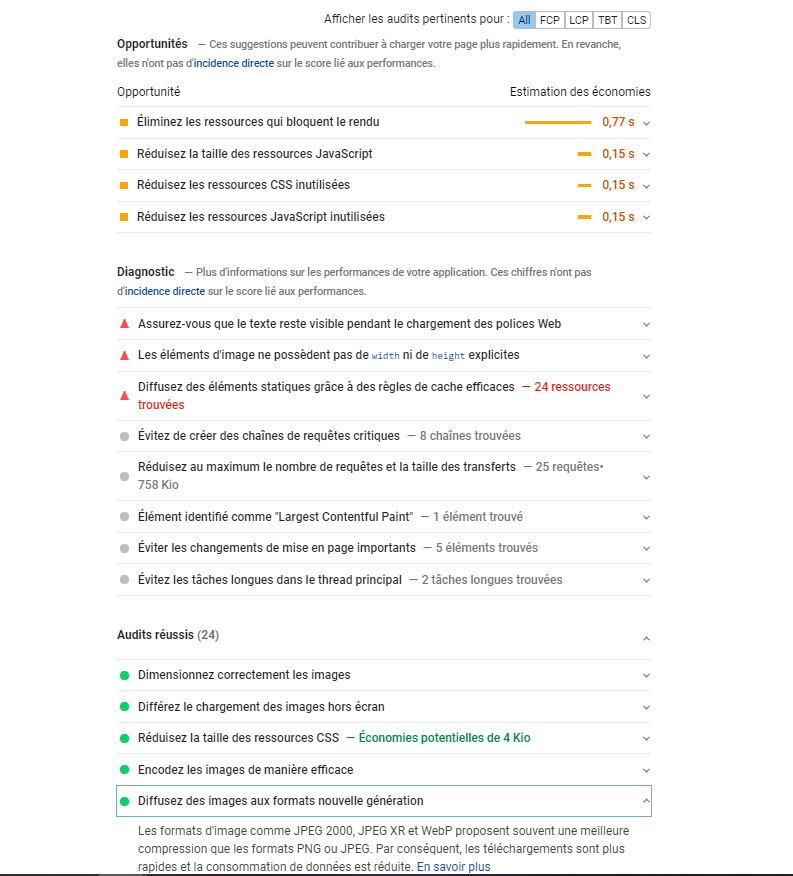 Afficher les audits pertinents pour : All FCP LCP TBT CLS
Opportunités — Ces suggestions peuvent contribuer à charger votre page plus rapidement. En revanche,
elles n'ont pas d'incidence directe sur le score lié aux performances.
Opportunité Estimation des économies
Éliminez les ressources qui bloquent le rendu 0,77 s
Réduisez la taille des ressources JavaScript 0,15 s
Réduisez les ressources CSS inutilisées 0,15 s
Réduisez les ressources JavaScript inutilisées 0,15 s
Diagnostic — Plus d'informations sur les performances de votre application. Ces chiffres n'ont pas
d'incidence directe sur le score lié aux performances.
Assurez-vous que le texte reste visible pendant le chargement des polices Web
Les éléments d'image ne possèdent pas de width ni de height explicites
Diffusez des éléments statiques grâce à des règles de cache efficaces — 24 ressources
trouvées
Évitez de créer des chaînes de requêtes critiques — 8 chaînes trouvées
Réduisez au maximum le nombre de requêtes et la taille des transferts — 25 requêtes•
758 Kio
Élément identifié comme "Largest Contentful Paint" — 1 élément trouvé
Éviter les changements de mise en page importants — 5 éléments trouvés
Évitez les tâches longues dans le thread principal — 2 tâches longues trouvées
Audits réussis (24)
Dimensionnez correctement les images
Différez le chargement des images hors écran
Réduisez la taille des ressources CSS — Économies potentielles de 4 Kio
Encodez les images de manière efficace
Diffusez des images aux formats nouvelle génération
Les formats d'image comme JPEG 2000, JPEG XR et WebP proposent souvent une meilleure
compression que les formats PNG ou JPEG. Par conséquent, les téléchargements sont plus
rapides et la consommation de données est réduite. En savoir plus